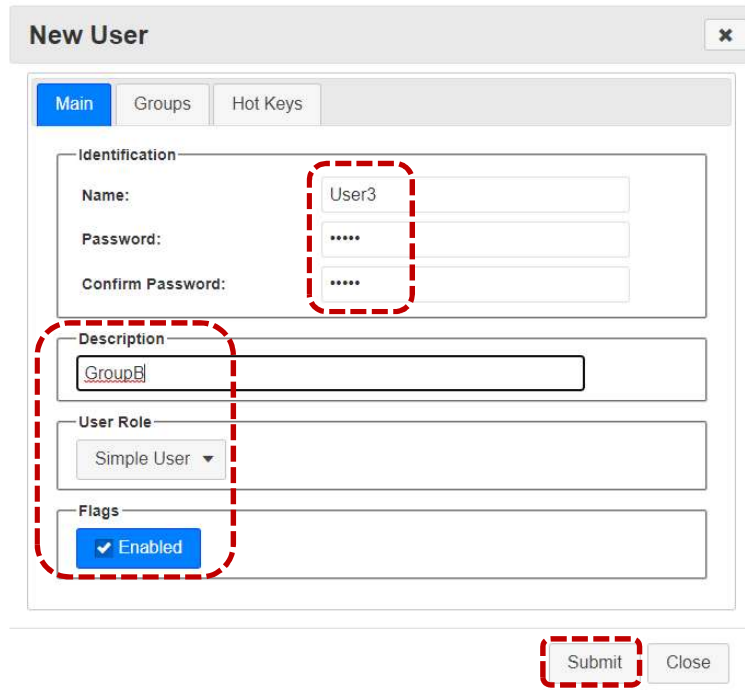 New User
Main Groups Hot Keys
Identification
Name: User3
Password: •••••
Confirm Password: •••••
Description
GroupB
User Role
Simple User
Flags
Enabled
Submit Close